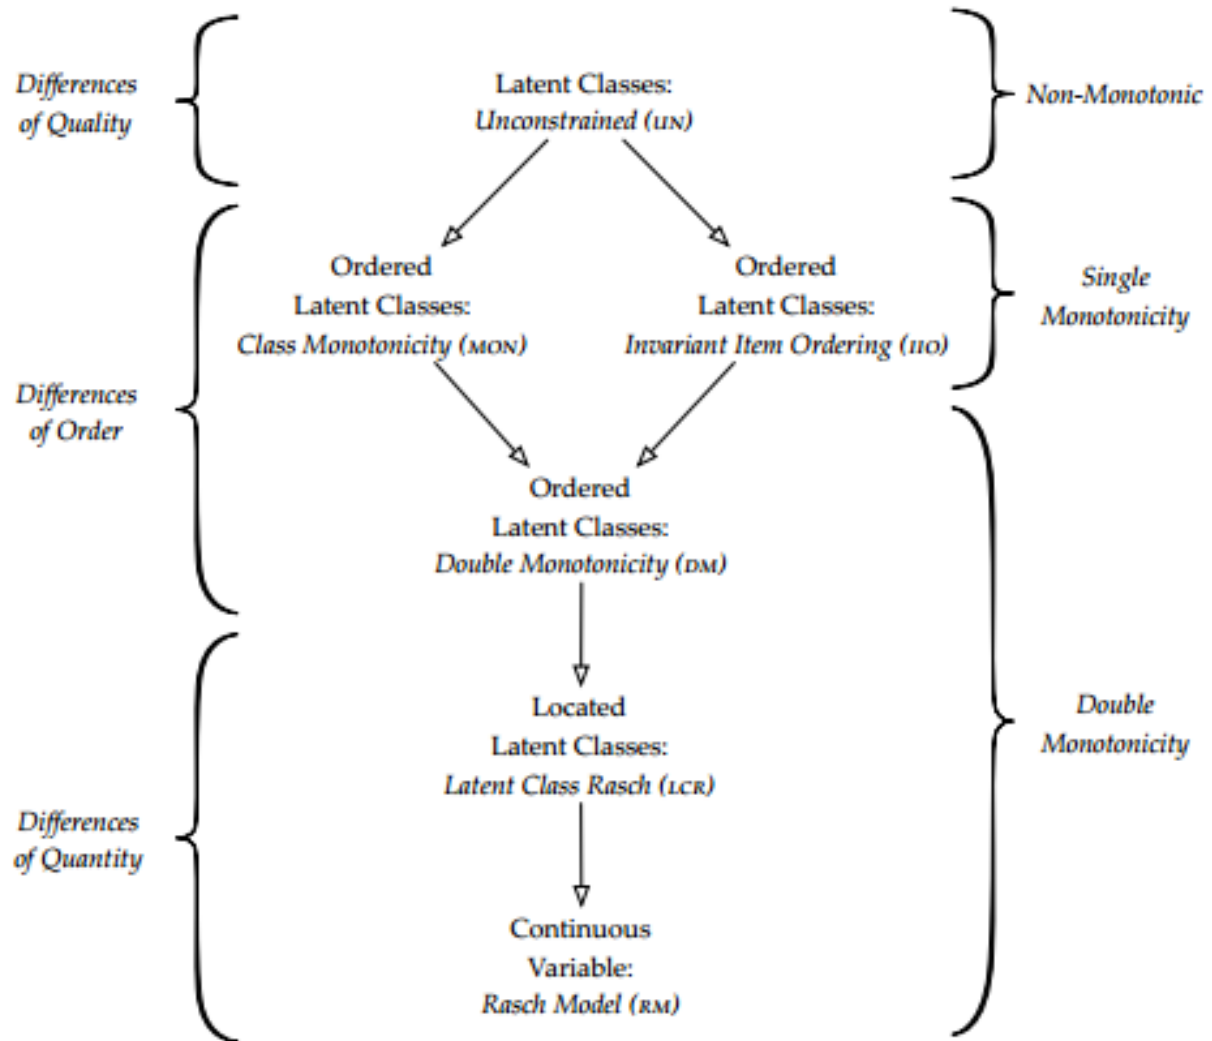 Differences
of Quality
Latent Classes:
Unconstrained (UN)
Non-Monotonic
Ordered
Latent Classes:
Class Monotonicity (MON)
Ordered
Latent Classes:
Invariant Item Ordering (IIO)
Single
Monotonicity
Differences
of Order
Ordered
Latent Classes:
Double Monotonicity (DM)
Located
Latent Classes:
Latent Class Rasch (LCR)
Double
Monotonicity
Differences
of Quantity
Continuous
Variable:
Rasch Model (RM)